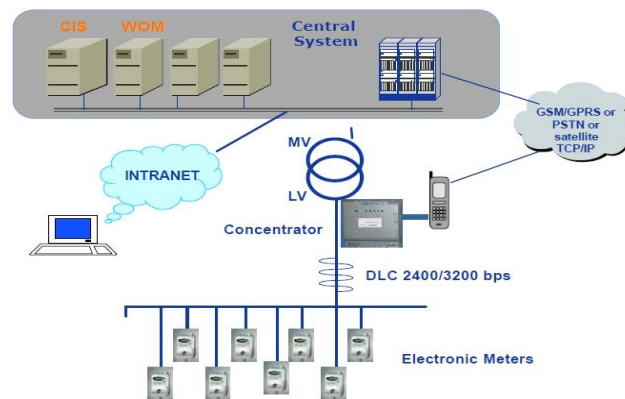 CIS
WOM
Central
System
GSM/GPRS or
PSTN or
satellite
TCP/IP
MV
INTRANET
LV
Concentrator
DLC 2400/3200 bps
Electronic Meters